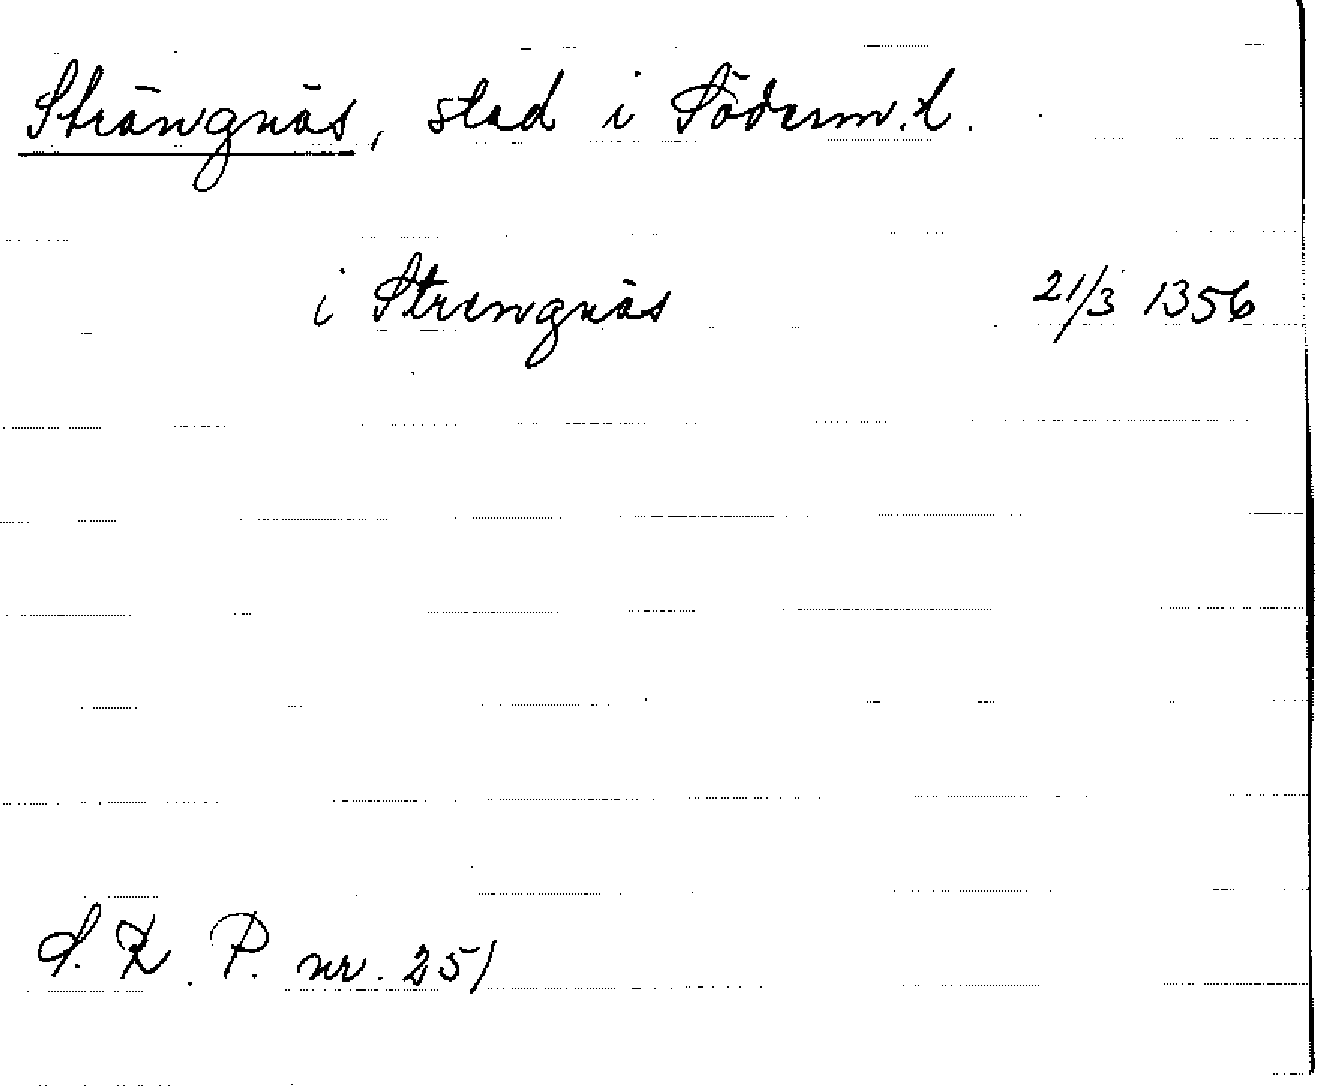 Strängnäs, stad i Söderm.l.
i Strengnäs 21/3 1356
S. R. P. nr. 251